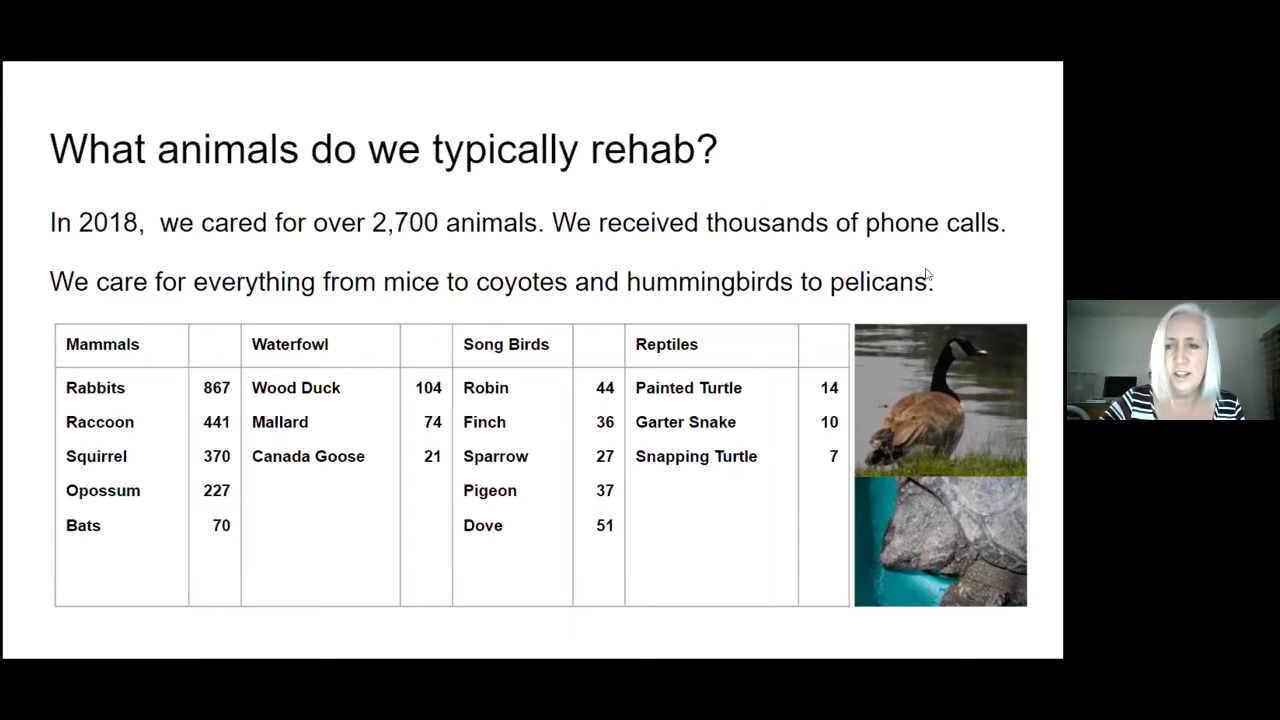 What animals do we typically rehab?
In 2018,  we cared for over 2,700 animals. We received thousands of phone calls.
We care for everything from mice to coyotes and hummingbirds to pelicans.
Mammals Waterfowl Song Birds Reptiles
Rabbits 867 Wood Duck 104 Robin 44 Painted Turtle 14
Raccoon 441 Mallard 74 Finch 36 Garter Snake 10
Squirrel 370 Canada Goose 21 Sparrow 27 Snapping Turtle 7
Opossum 227 Pigeon 37
Bats 70 Dove 51